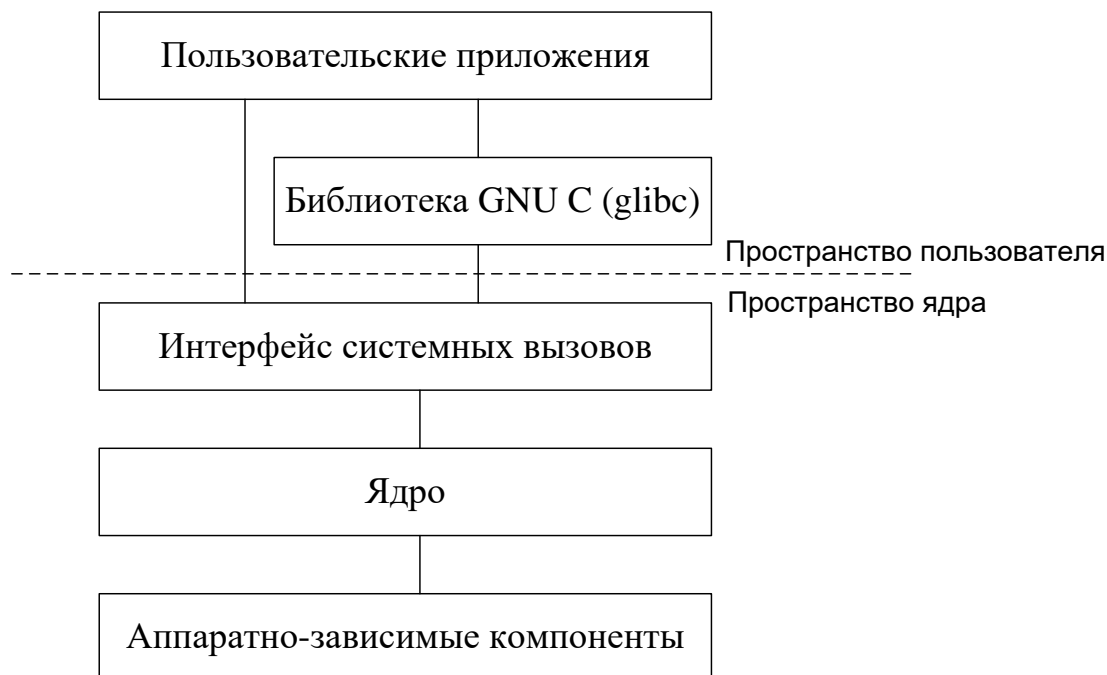 Пользовательские приложения
Библиотека GNU C (glibc)
Пространство пользователя
Пространство ядра
Интерфейс системных вызовов
Ядро
Аппаратно-зависимые компоненты